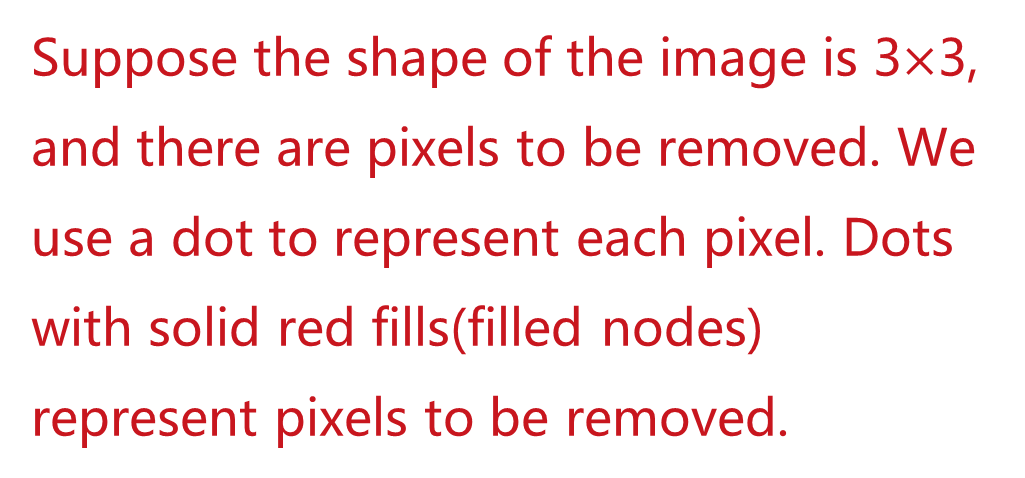 Suppose the shape of the image is 3×3,
and there are pixels to be removed. We
use a dot to represent each pixel. Dots
with solid red fills(filled nodes)
represent pixels to be removed.